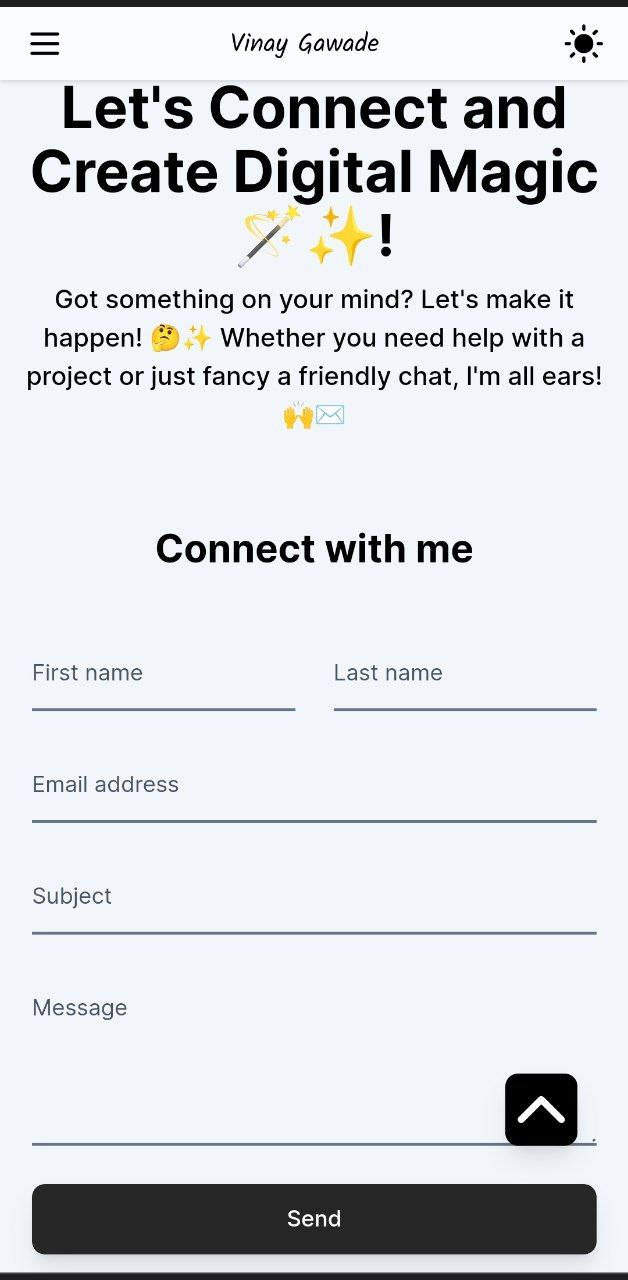 Vinay Gawade
Let's Connect and
Create Digital Magic
🪄✨!
Got something on your mind? Let's make it
happen! 🤔✨ Whether you need help with a
project or just fancy a friendly chat, I'm all ears!
🙌✉️
Connect with me
First name
Last name
Email address
Subject
Message
Send